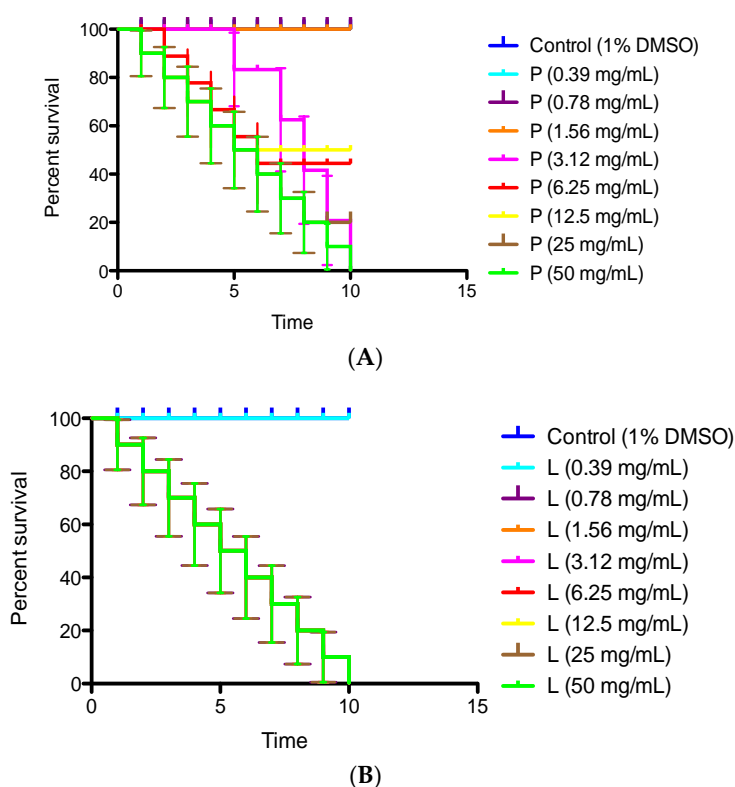 100
80
60
40
20
0
Percent survival
0
5
10
15
Time
Control (1% DMSO)
P (0.39 mg/mL)
P (0.78 mg/mL)
P (1.56 mg/mL)
P (3.12 mg/mL)
P (6.25 mg/mL)
P (12.5 mg/mL)
P (25 mg/mL)
P (50 mg/mL)
(A)
100
80
60
40
20
0
Percent survival
0
5
10
15
Time
Control (1% DMSO)
L (0.39 mg/mL)
L (0.78 mg/mL)
L (1.56 mg/mL)
L (3.12 mg/mL)
L (6.25 mg/mL)
L (12.5 mg/mL)
L (25 mg/mL)
L (50 mg/mL)
(B)